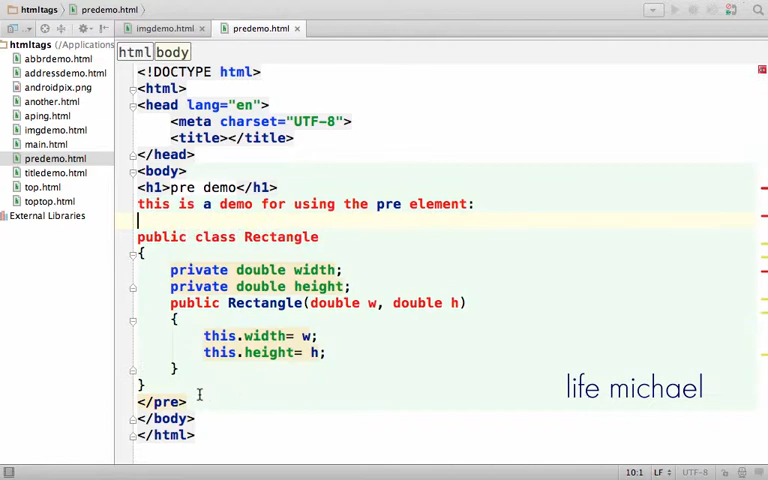 htmltags > predemo.html
imgdemo.html × predemo.html ×
htmltags (/Applications
abbrdemo.html
addressdemo.html
androidpix.png
another.html
aping.html
imgdemo.html
main.html
predemo.html
titledemo.html
top.html
toptop.html
External Libraries
html body
<!DOCTYPE html>
<html>
<head lang="en">
<meta charset="UTF-8">
<title></title>
</head>
<body>
<h1>pre demo</h1>
this is a demo for using the pre element:
public class Rectangle
{
private double width;
private double height;
public Rectangle(double w, double h)
{
this.width= w;
this.height= h;
}
}
</pre>
</body>
</html>
life michael
10:1 LF UTF-8